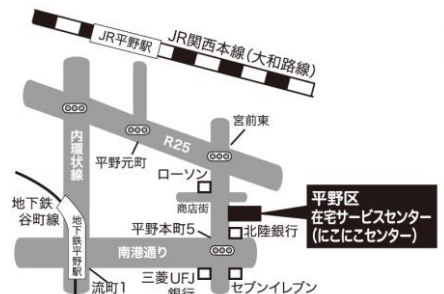 JR平野駅
JR関西本線(大和路線)
宮前東
内環状線
R25
平野元町
ローソン
商店街
平野区
在宅サービスセンター
(にこにこセンター)
地下鉄
谷町線
地下鉄平野駅
平野本町5
北陸銀行
南港通り
流町1
三菱UFJ
銀行
セブンイレブン